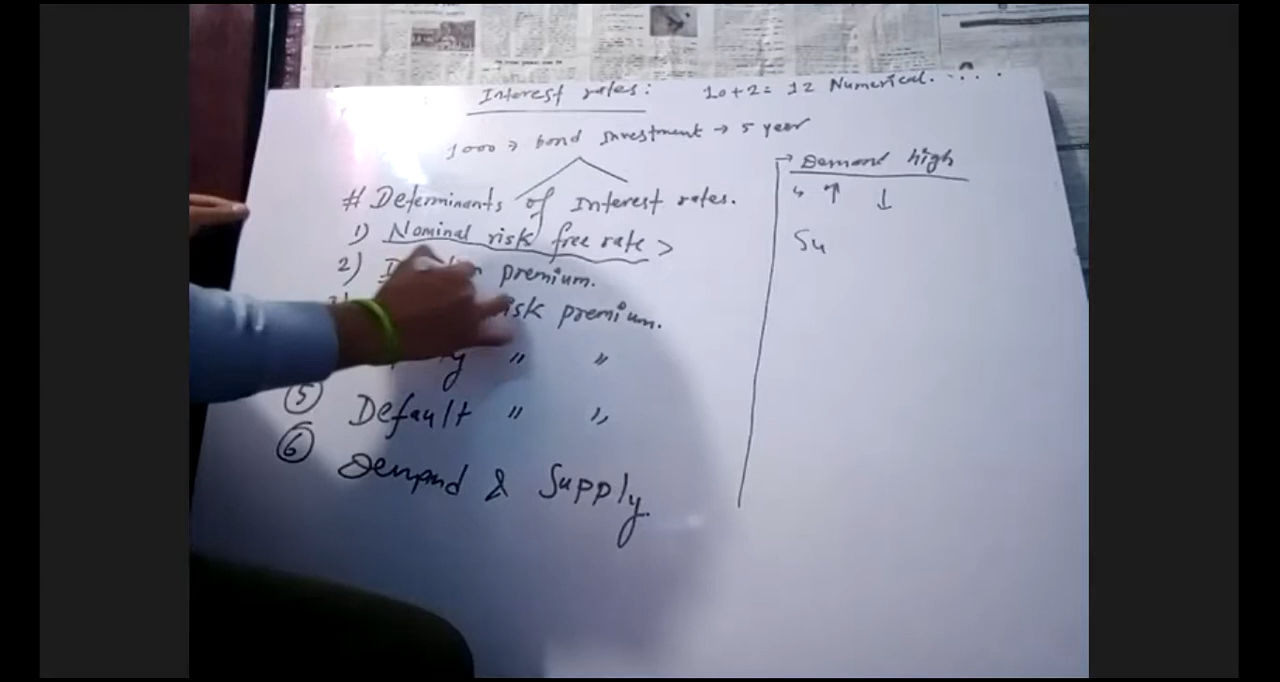 Interest rates: 10+2= 12 Numerical. ....
1000 → bond investment → 5 year
# Determinants of Interest rates.
1) Nominal risk free rate >
2) premium.
risk premium.
" "
5 Default " "
6 Demand & Supply.
→ Demand high
↳ ↑ ↓
Su